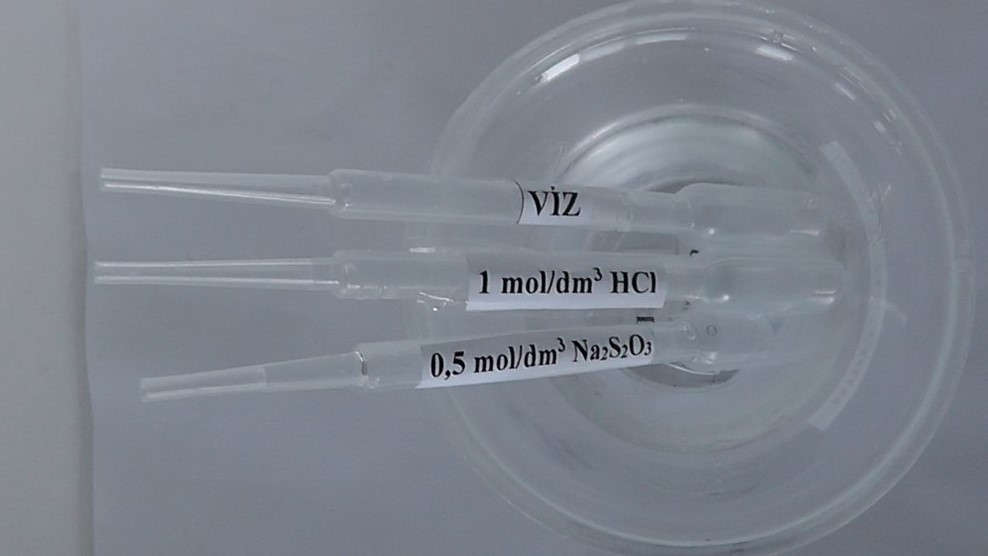 VİZ
1 mol/dm³ HCl
0,5 mol/dm³ Na₂S₂O₃